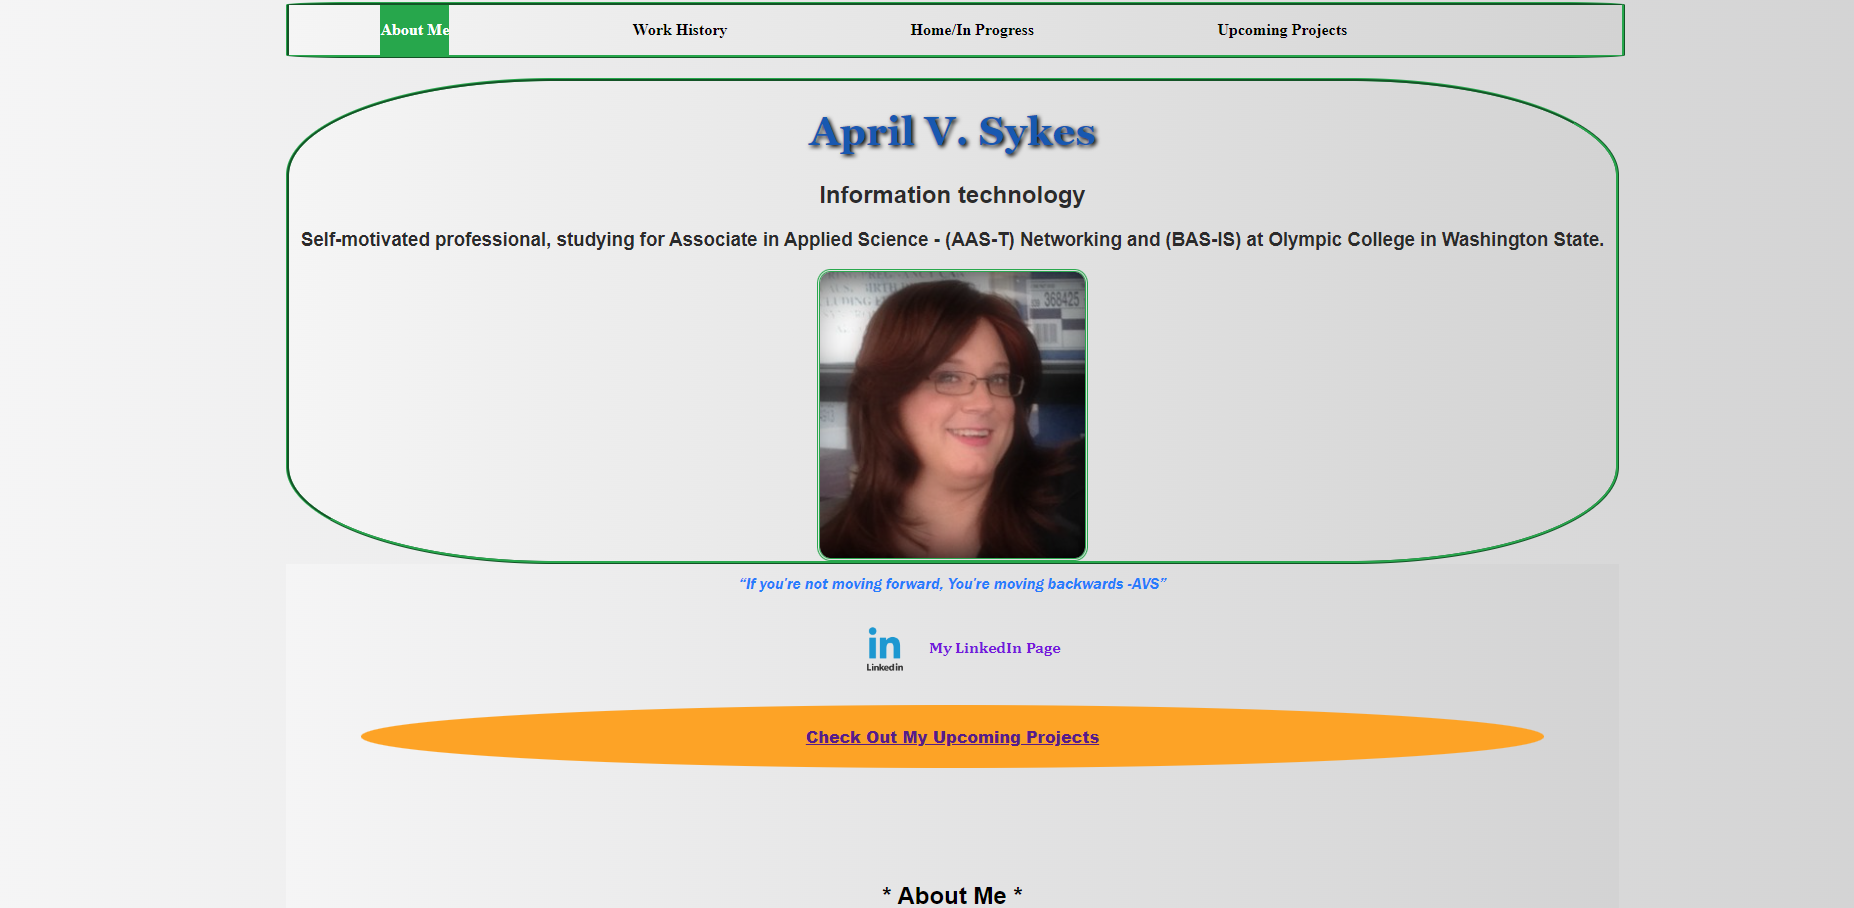 About Me Work History Home/In Progress Upcoming Projects
April V. Sykes
Information technology
Self-motivated professional, studying for Associate in Applied Science - (AAS-T) Networking and (BAS-IS) at Olympic College in Washington State.
368425
“If you're not moving forward, You're moving backwards -AVS”
in
Linkedin
My LinkedIn Page
Check Out My Upcoming Projects
* About Me *